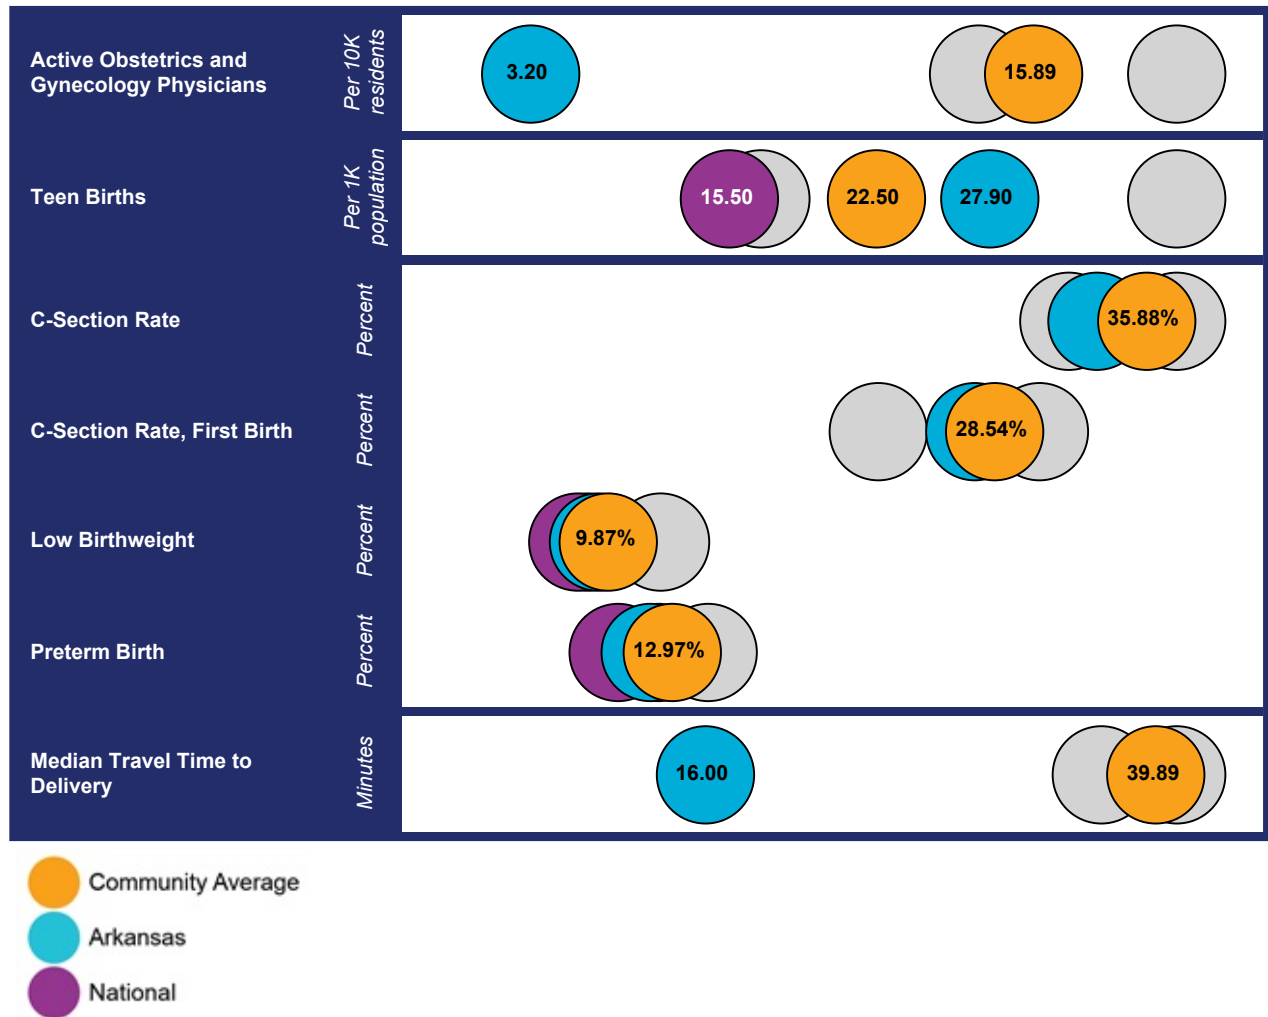 Active Obstetrics and
Gynecology Physicians
Per 10K
residents
3.20
15.89
Teen Births
Per 1K
population
15.50
22.50
27.90
C-Section Rate
Percent
35.88%
C-Section Rate, First Birth
Percent
28.54%
Low Birthweight
Percent
9.87%
Preterm Birth
Percent
12.97%
Median Travel Time to
Delivery
Minutes
16.00
39.89
Community Average
Arkansas
National